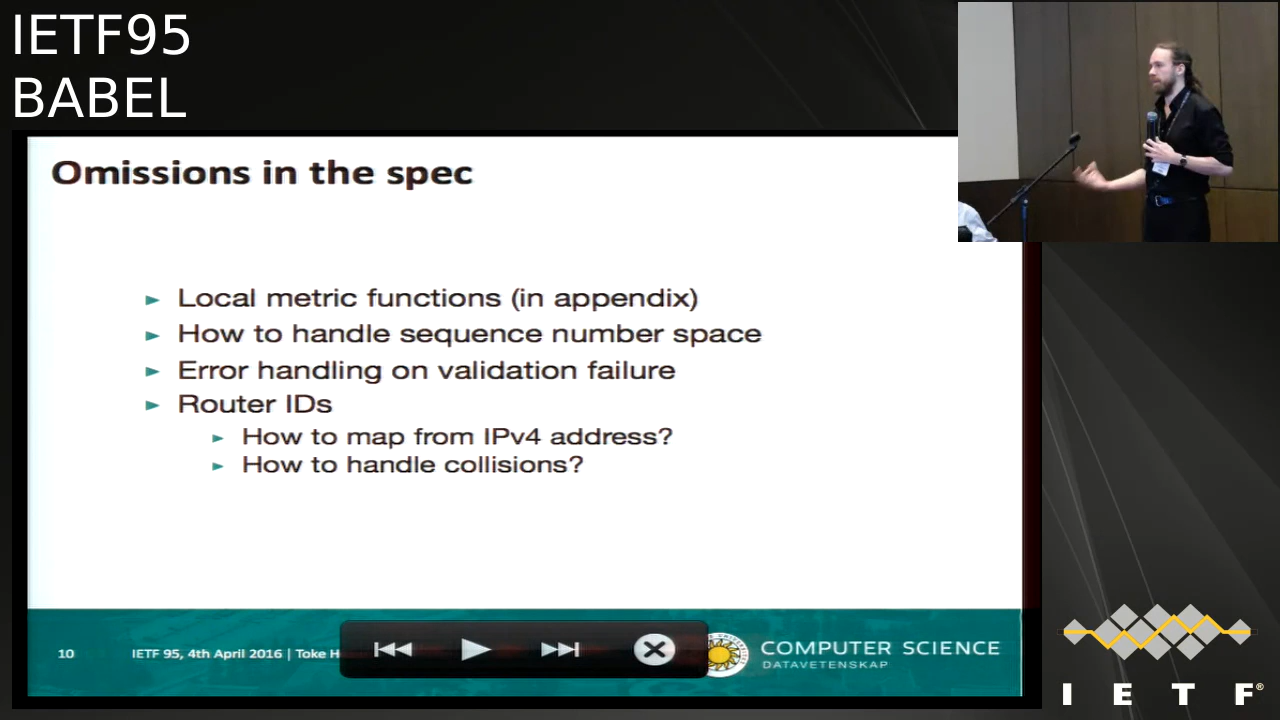 IETF95
BABEL
Omissions in the spec
► Local metric functions (in appendix)
► How to handle sequence number space
► Error handling on validation failure
► Router IDs
► How to map from IPv4 address?
► How to handle collisions?
10
IETF 95, 4th April 2016 | Toke H
COMPUTER SCIENCE
DATAVETENSKAP
I E T F®